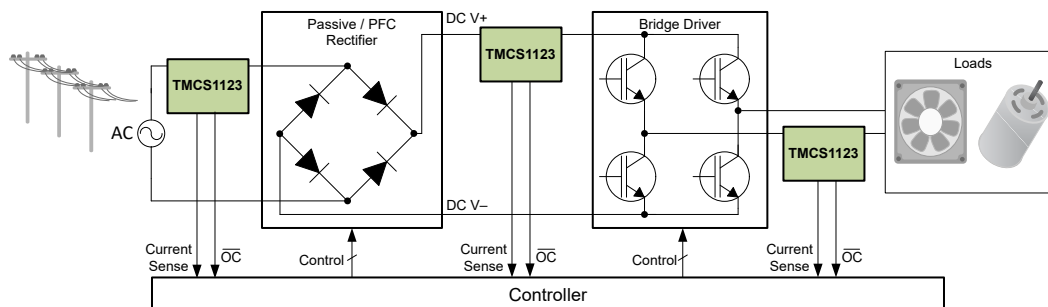 Passive / PFC
Rectifier
DC V+
Bridge Driver
TMCS1123
TMCS1123
Loads
AC
TMCS1123
DC V–
Current
Sense
OC
Control
Current
Sense
OC
Control
Current
Sense
OC
Controller